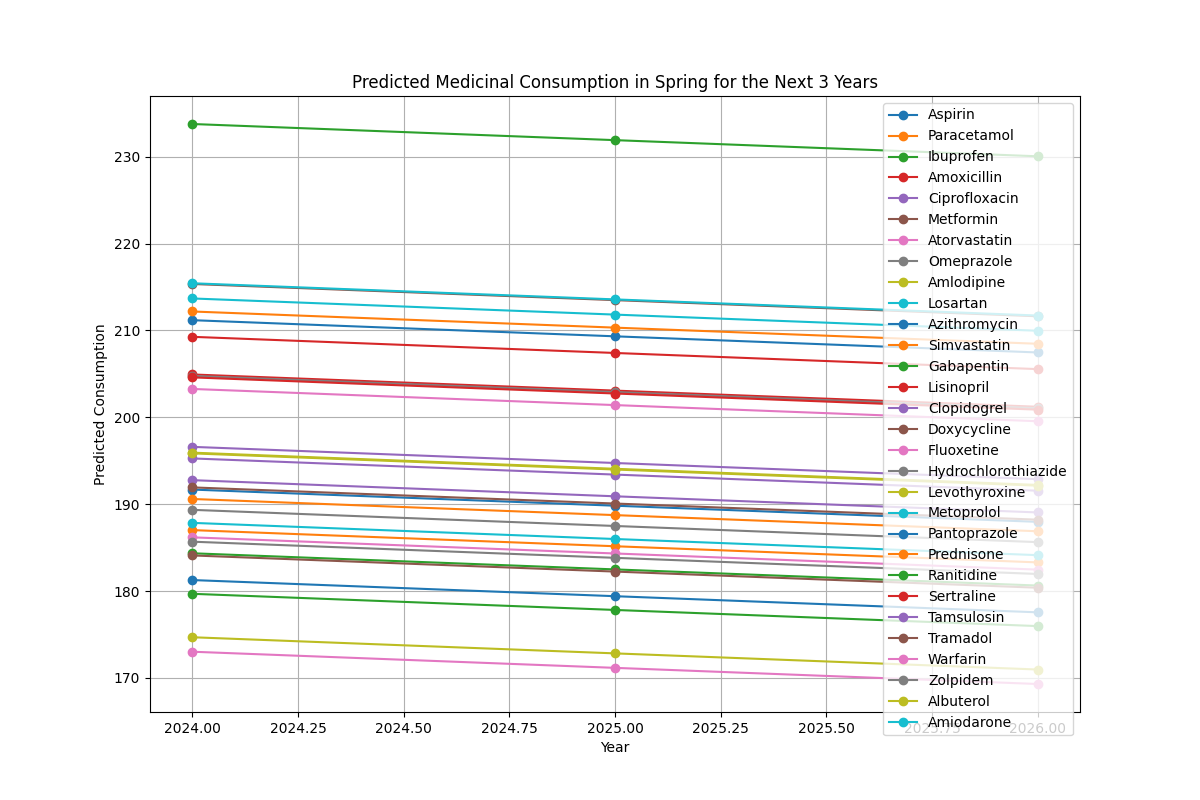 Predicted Medicinal Consumption in Spring for the Next 3 Years
Predicted Consumption
230
220
210
200
190
180
170
Aspirin
Paracetamol
Ibuprofen
Amoxicillin
Ciprofloxacin
Metformin
Atorvastatin
Omeprazole
Amlodipine
Losartan
Azithromycin
Simvastatin
Gabapentin
Lisinopril
Clopidogrel
Doxycycline
Fluoxetine
Hydrochlorothiazide
Levothyroxine
Metoprolol
Pantoprazole
Prednisone
Ranitidine
Sertraline
Tamsulosin
Tramadol
Warfarin
Zolpidem
Albuterol
Amiodarone
2024.00 2024.25 2024.50 2024.75 2025.00 2025.25 2025.50 2025.75 2026.00
Year